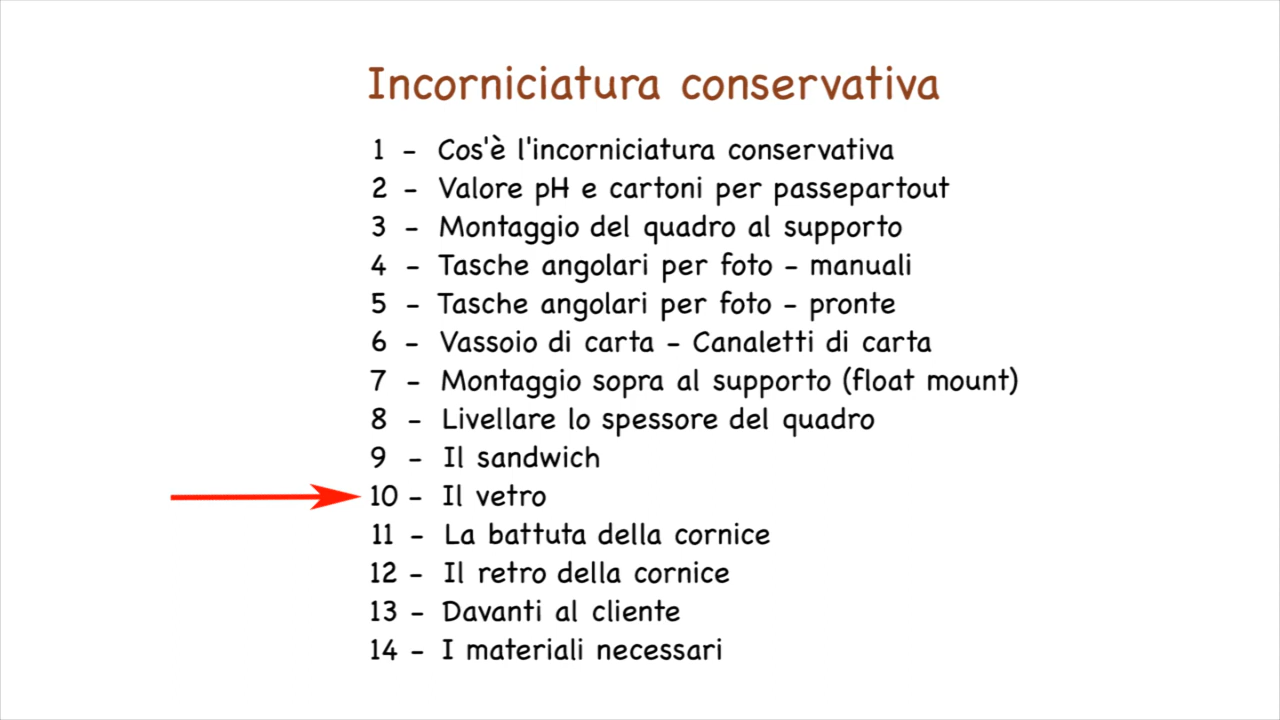 Incorniciatura conservativa
1 - Cos'è l'incorniciatura conservativa
2 - Valore pH e cartoni per passepartout
3 - Montaggio del quadro al supporto
4 - Tasche angolari per foto - manuali
5 - Tasche angolari per foto - pronte
6 - Vassoio di carta - Canaletti di carta
7 - Montaggio sopra al supporto (float mount)
8 - Livellare lo spessore del quadro
9 - Il sandwich
10 - Il vetro
11 - La battuta della cornice
12 - Il retro della cornice
13 - Davanti al cliente
14 - I materiali necessari